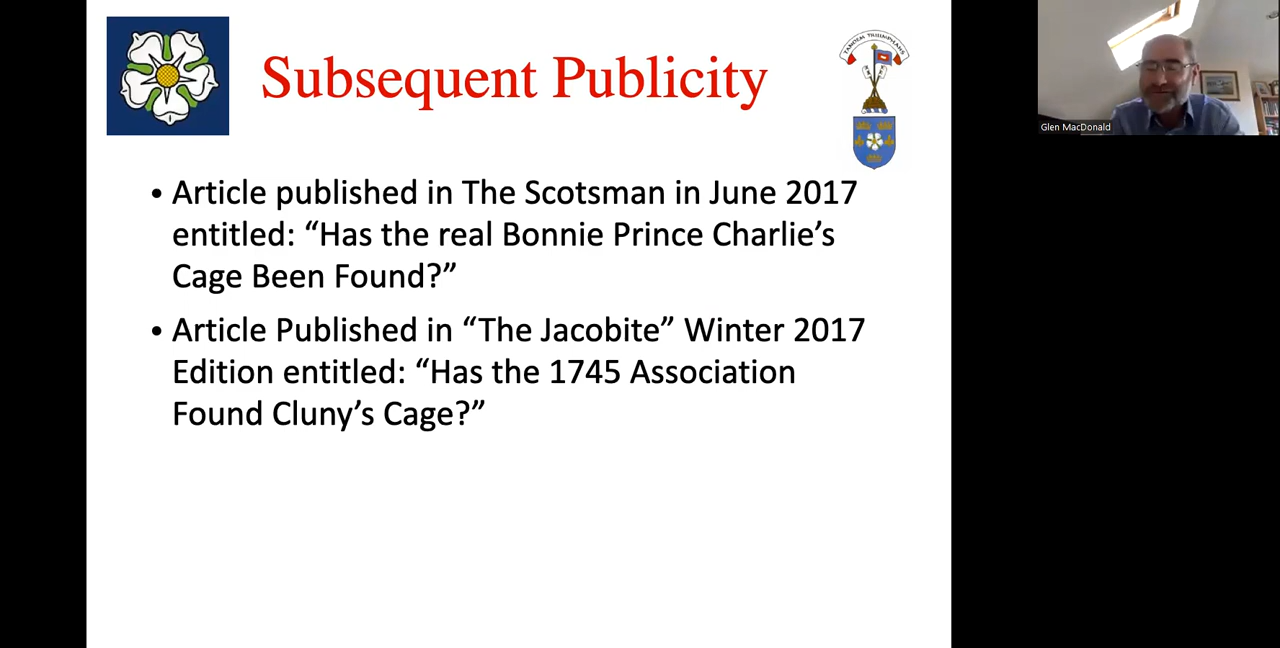 Subsequent Publicity
TANDEM TRIUMPHANS
• Article published in The Scotsman in June 2017
entitled: “Has the real Bonnie Prince Charlie’s
Cage Been Found?”
• Article Published in “The Jacobite” Winter 2017
Edition entitled: “Has the 1745 Association
Found Cluny’s Cage?”
Glen MacDonald